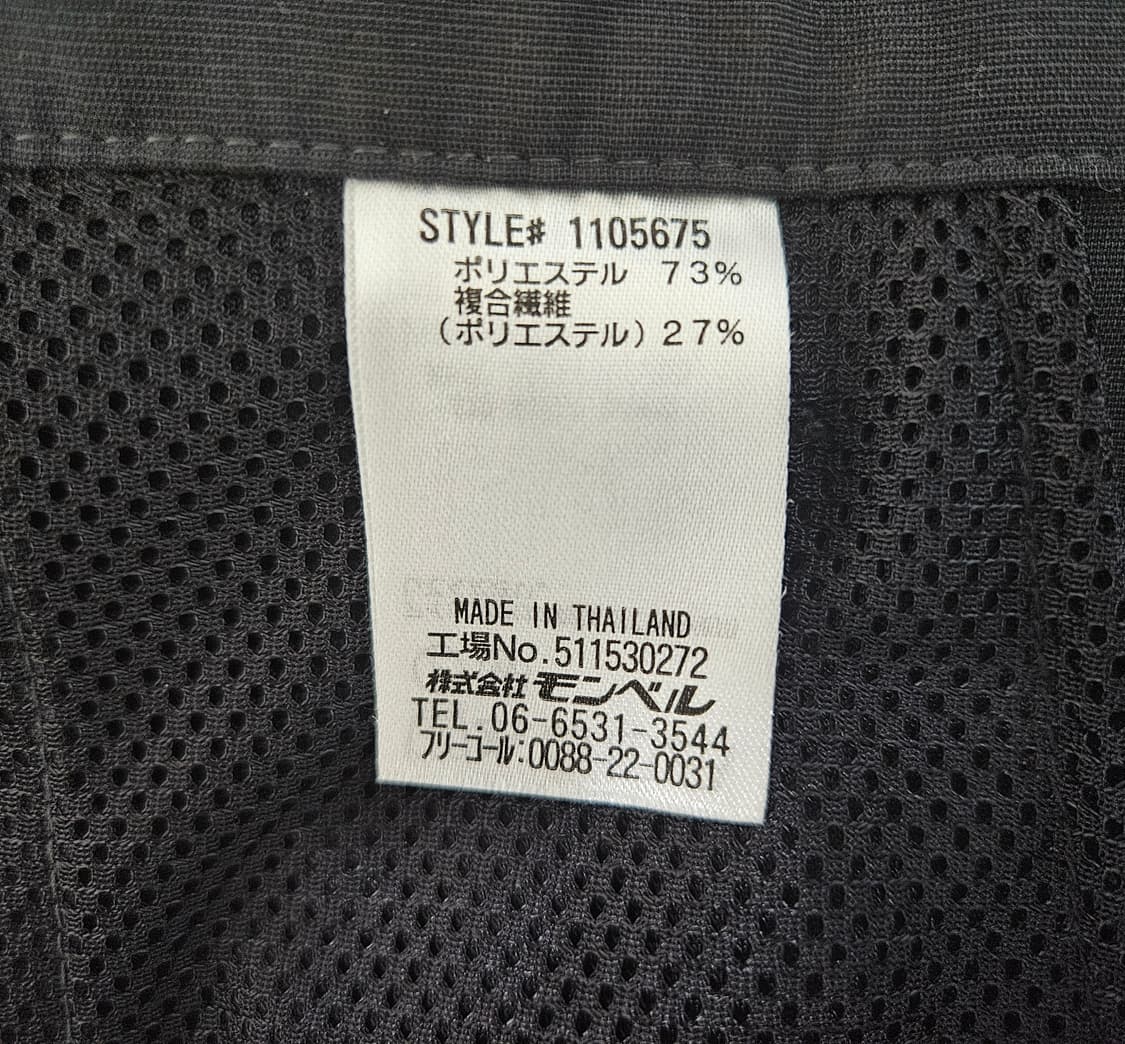 STYLE# 1105675
ポリエステル 73%
複合繊維
(ポリエステル)27%
MADE IN THAILAND
工場No.511530272
株式会社モンベル
TEL.06-6531-3544
フリーコール:0088-22-0031